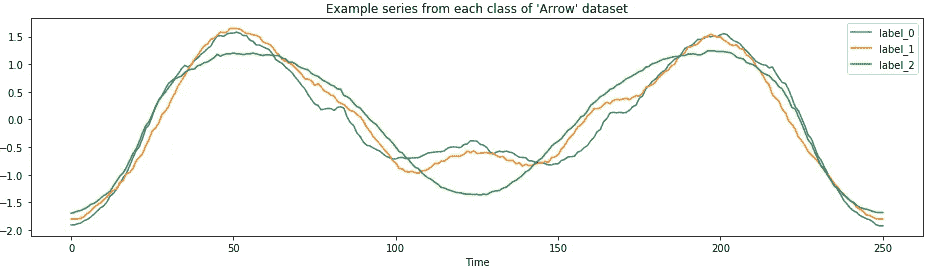 Example series from each class of 'Arrow' dataset
label_0
label_1
label_2
1.5
1.0
0.5
0.0
−0.5
−1.0
−1.5
−2.0
0 50 100 150 200 250
Time